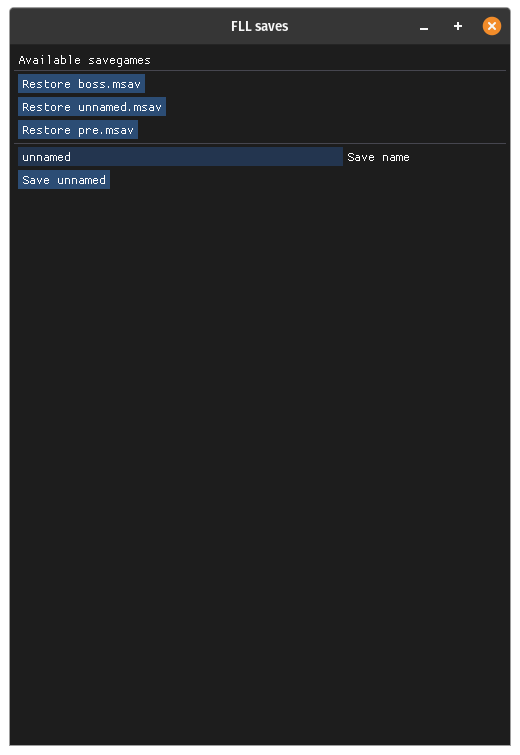 FLL saves
Available savegames
Restore boss.msav
Restore unnamed.msav
Restore pre.msav
unnamed Save name
Save unnamed